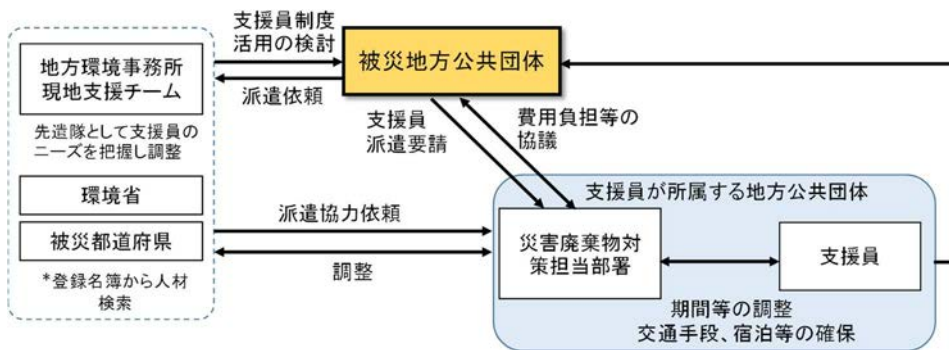 支援員制度
活用の検討
被災地方公共団体
地方環境事務所
現地支援チーム
派遣依頼
先遣隊として支援員の
ニーズを把握し調整
支援員
派遣要請
費用負担等の
協議
環境省
支援員が所属する地方公共団体
派遣協力依頼
被災都道府県
災害廃棄物対
策担当部署
支援員
調整
*登録名簿から人材
検索
期間等の調整
交通手段、宿泊等の確保